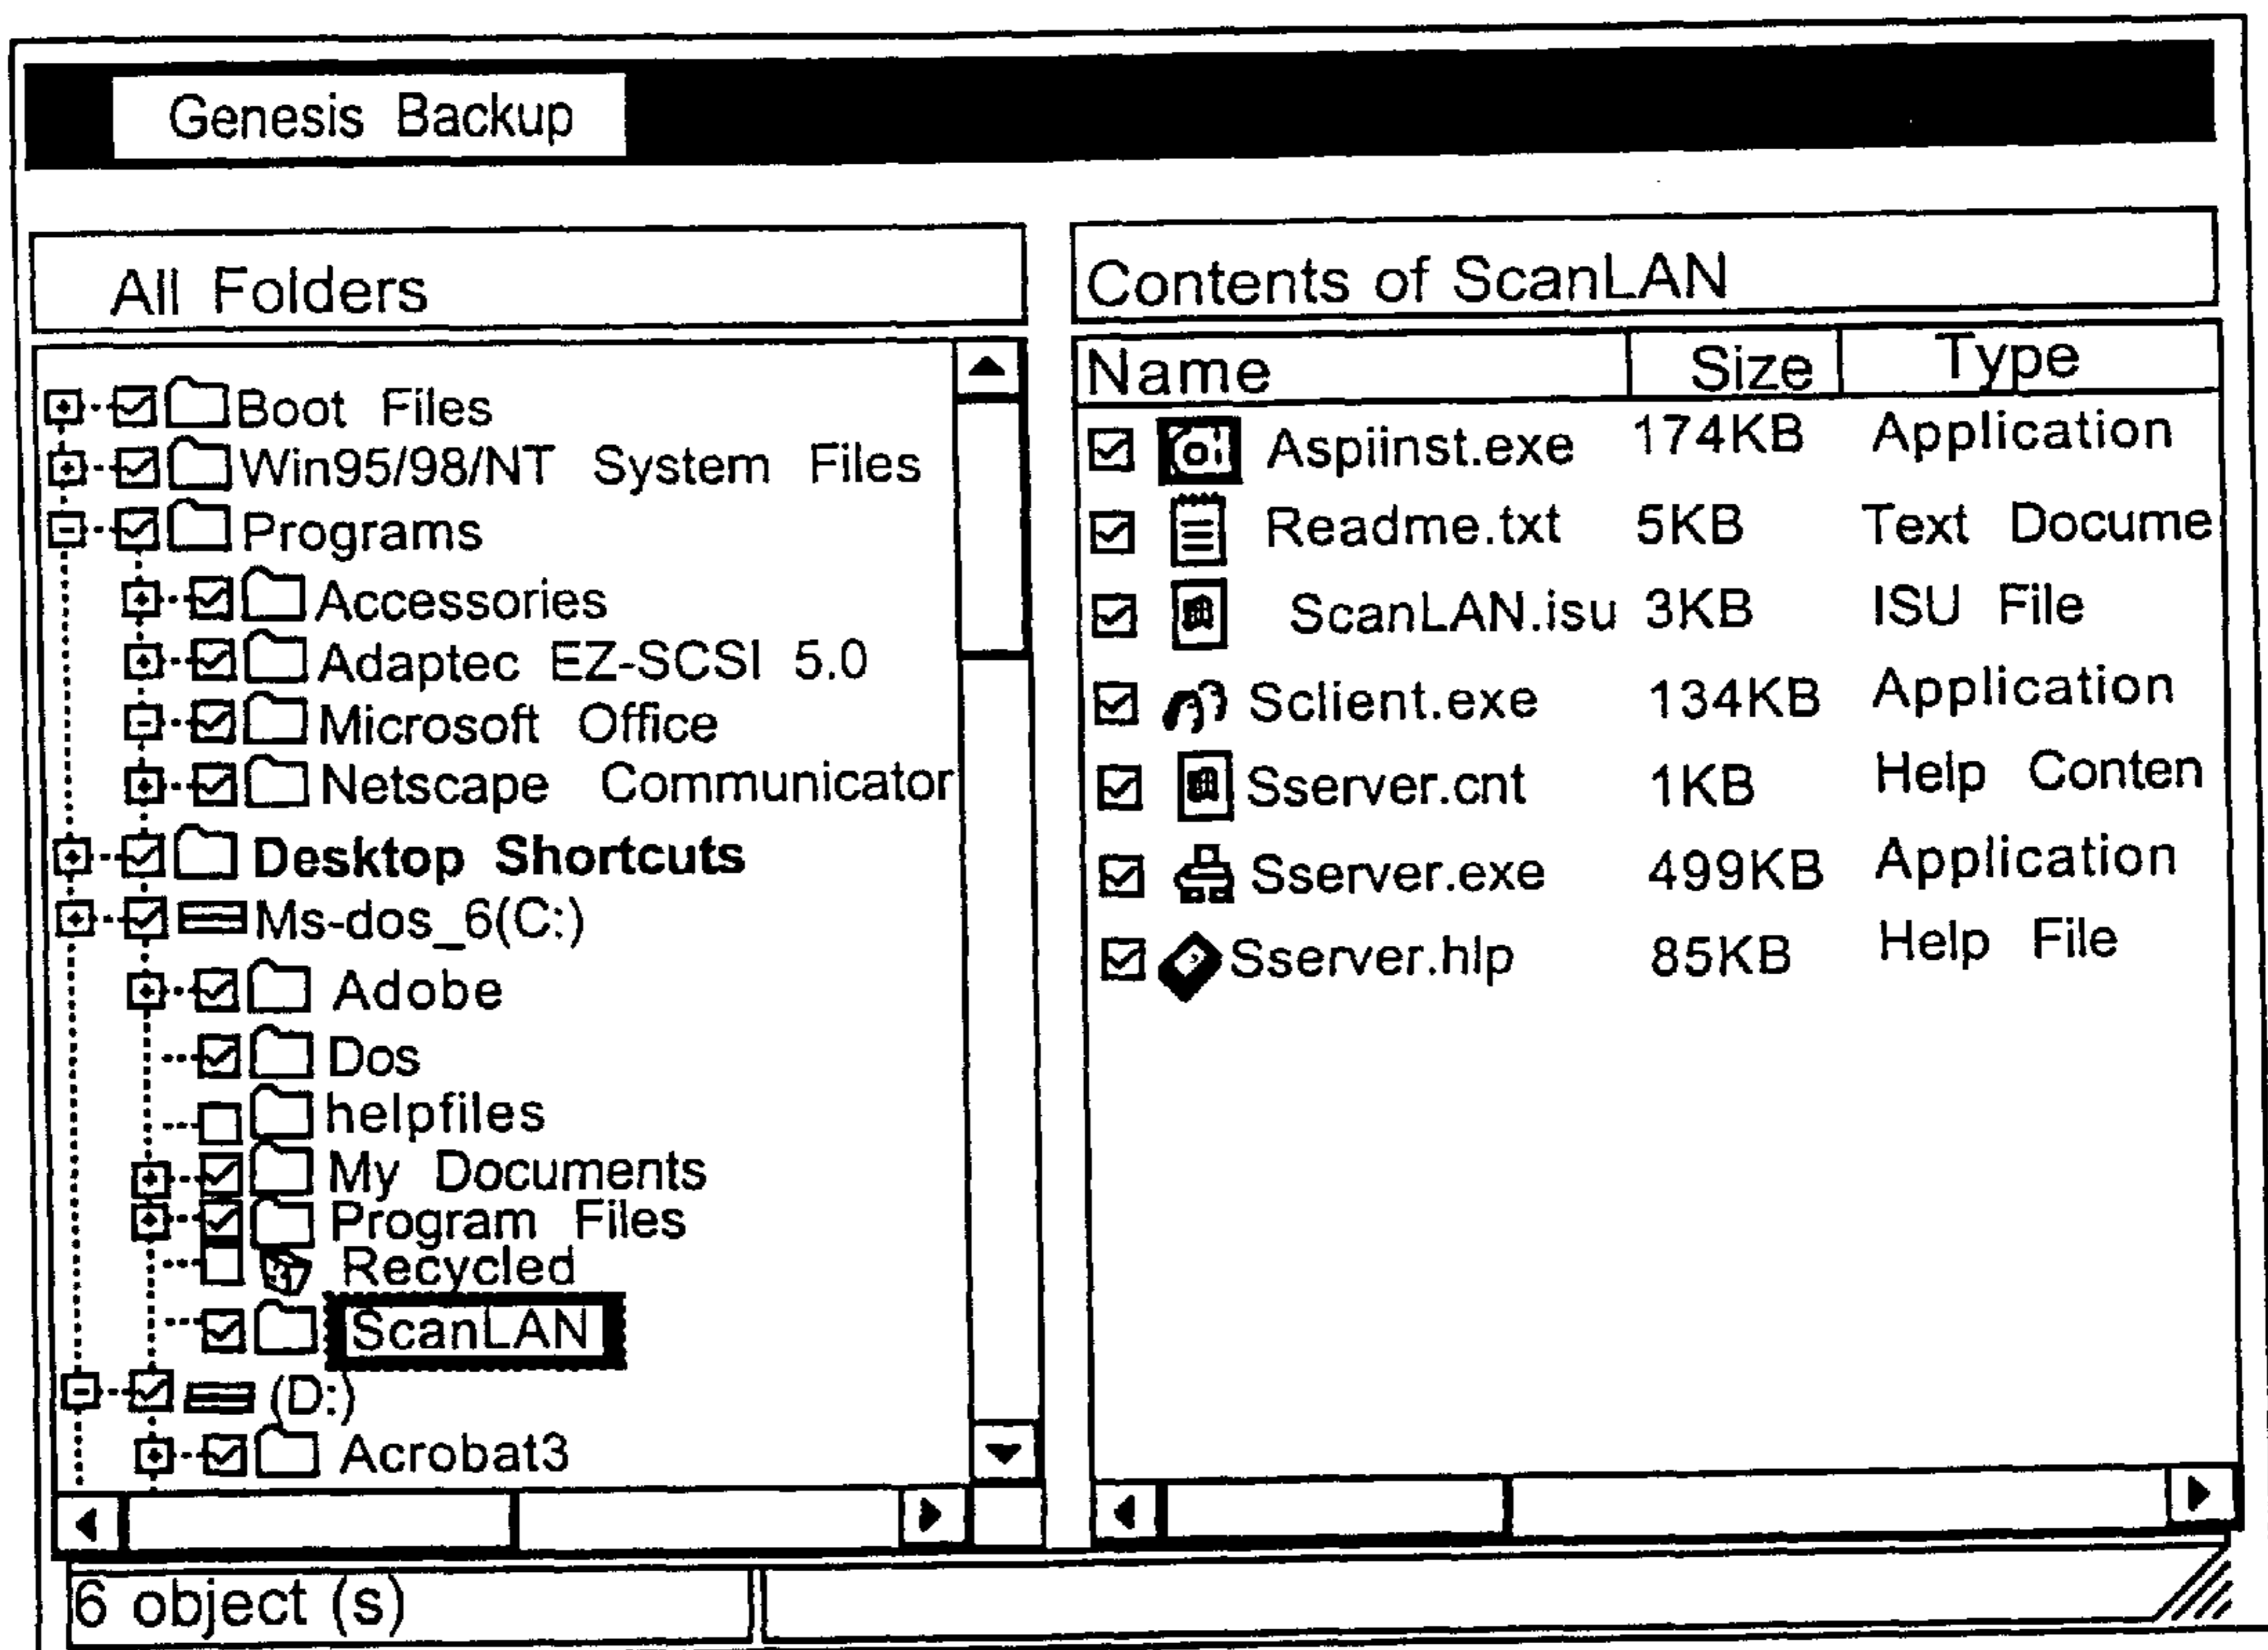 Genesis Backup
All Folders
Boot Files
Win95/98/NT System Files
Programs
Accessories
Adaptec EZ-SCSI 5.0
Microsoft Office
Netscape Communicator
Desktop Shortcuts
Ms-dos_6(C:)
Adobe
Dos
helpfiles
My Documents
Program Files
Recycled
ScanLAN
(D:)
Acrobat3
Contents of ScanLAN
Name Size Type
Aspiinst.exe 174KB Application
Readme.txt 5KB Text Docume
ScanLAN.isu 3KB ISU File
Sclient.exe 134KB Application
Sserver.cnt 1KB Help Conten
Sserver.exe 499KB Application
Sserver.hlp 85KB Help File
6 object (s)